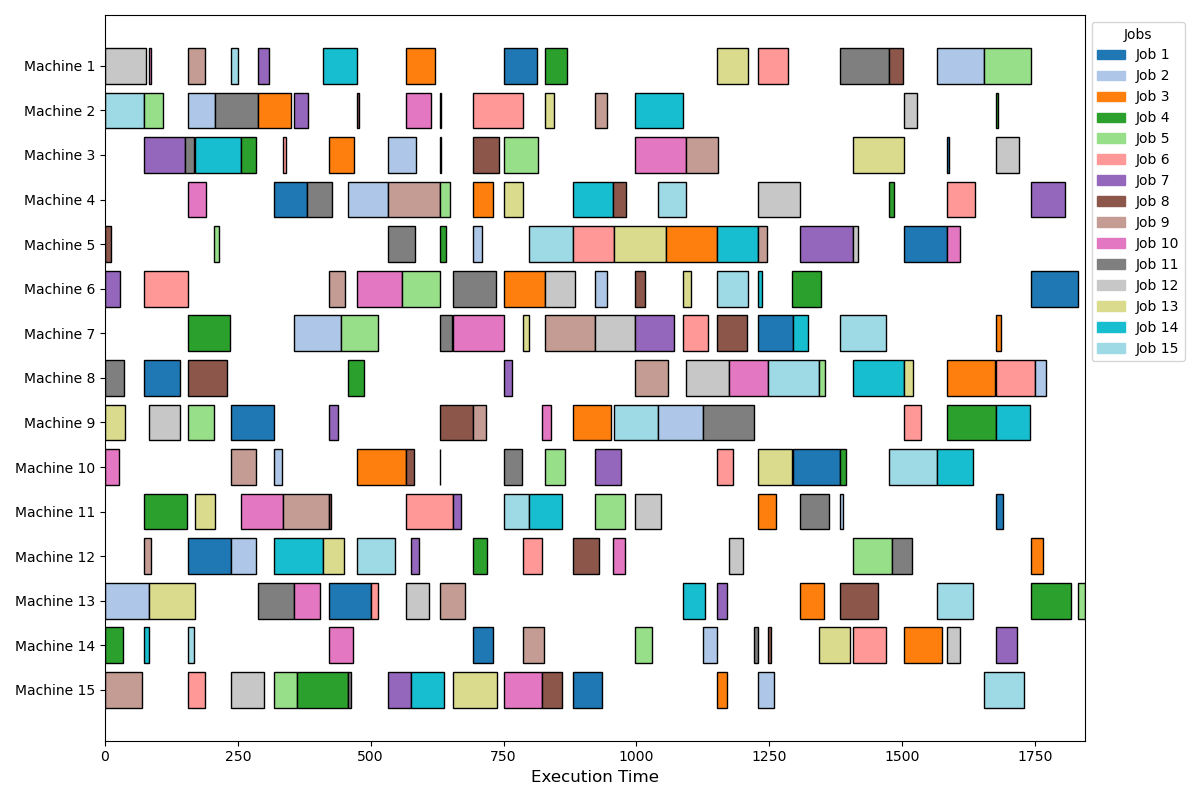 Machine 1
Machine 2
Machine 3
Machine 4
Machine 5
Machine 6
Machine 7
Machine 8
Machine 9
Machine 10
Machine 11
Machine 12
Machine 13
Machine 14
Machine 15
0 250 500 750 1000 1250 1500 1750
Execution Time
Jobs
Job 1
Job 2
Job 3
Job 4
Job 5
Job 6
Job 7
Job 8
Job 9
Job 10
Job 11
Job 12
Job 13
Job 14
Job 15